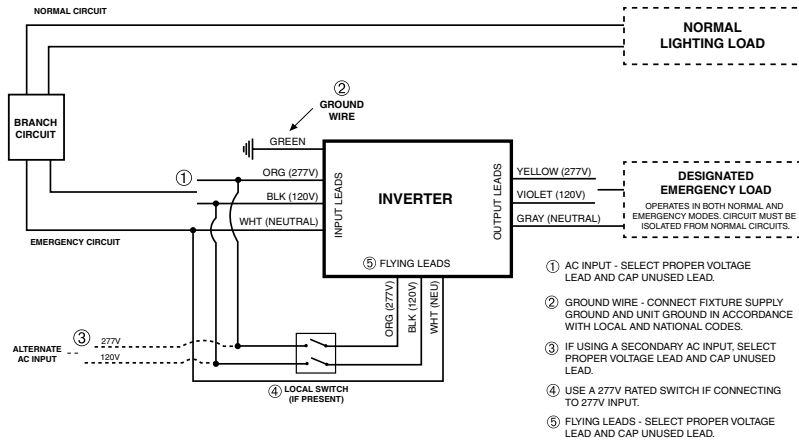 NORMAL CIRCUIT
NORMAL
LIGHTING LOAD
②
GROUND
WIRE
BRANCH
CIRCUIT
GREEN
①
ORG (277V)
BLK (120V)
WHT (NEUTRAL)
INPUT LEADS
INVERTER
OUTPUT LEADS
YELLOW (277V)
VIOLET (120V)
GRAY (NEUTRAL)
DESIGNATED
EMERGENCY LOAD
OPERATES IN BOTH NORMAL AND
EMERGENCY MODES. CIRCUIT MUST BE
ISOLATED FROM NORMAL CIRCUITS.
EMERGENCY CIRCUIT
⑤ FLYING LEADS
ORG (277V)
BLK (120V)
WHT (NEU)
ALTERNATE
AC INPUT
③
277V
120V
④ LOCAL SWITCH
(IF PRESENT)
① AC INPUT - SELECT PROPER VOLTAGE
LEAD AND CAP UNUSED LEAD.
② GROUND WIRE - CONNECT FIXTURE SUPPLY
GROUND AND UNIT GROUND IN ACCORDANCE
WITH LOCAL AND NATIONAL CODES.
③ IF USING A SECONDARY AC INPUT, SELECT
PROPER VOLTAGE LEAD AND CAP UNUSED
LEAD.
④ USE A 277V RATED SWITCH IF CONNECTING
TO 277V INPUT.
⑤ FLYING LEADS - SELECT PROPER VOLTAGE
LEAD AND CAP UNUSED LEAD.